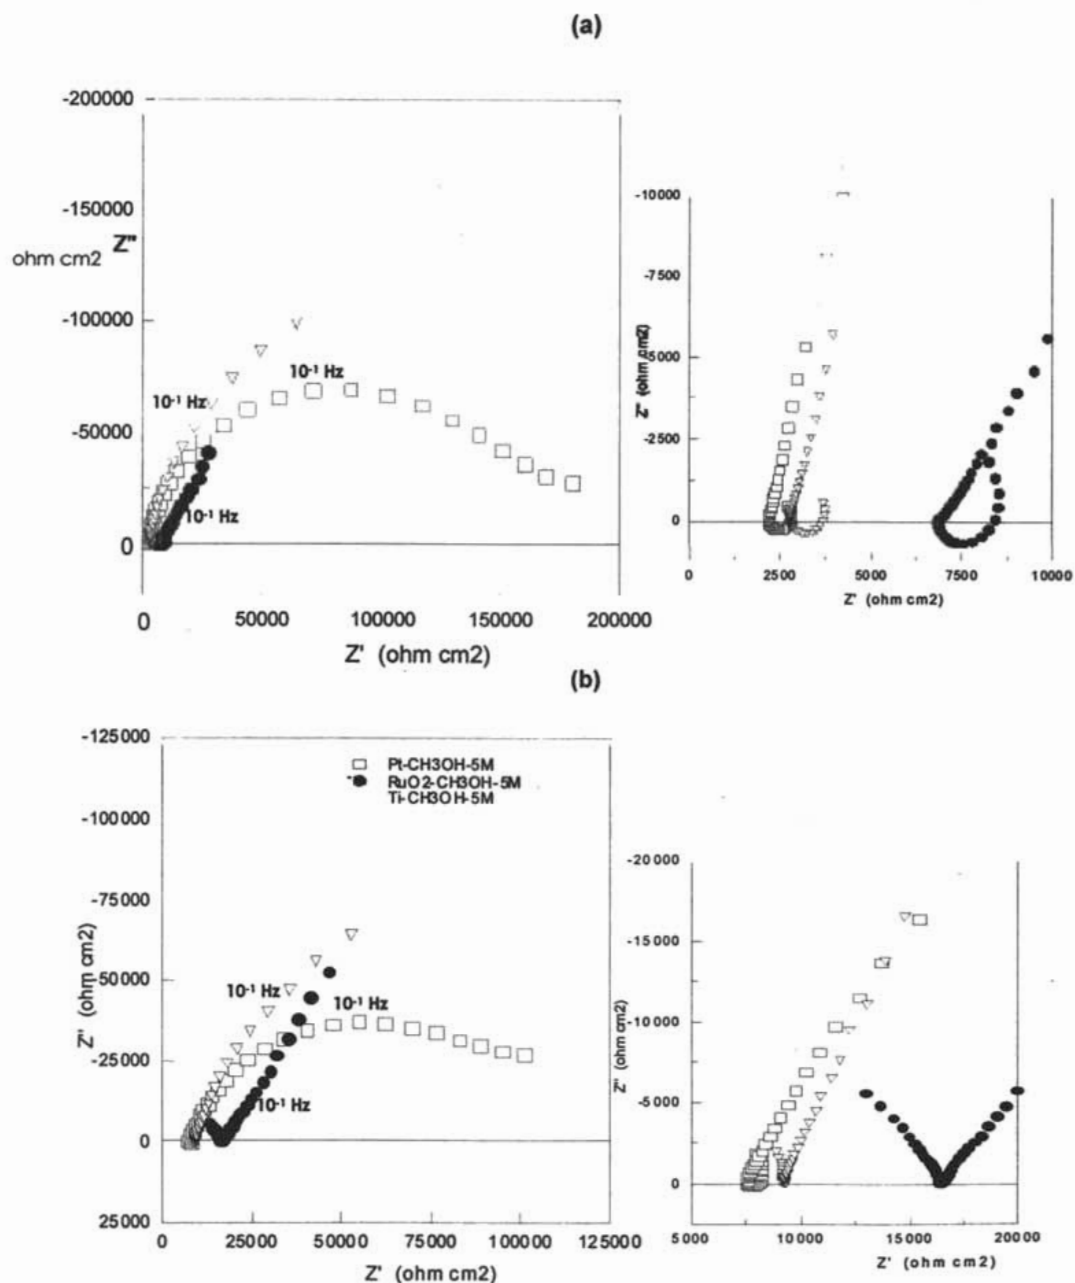 (a)
-200000
-150000
Z"
ohm cm2
-100000
-50000
0
10⁻¹ Hz
10⁻¹ Hz
10⁻¹ Hz
0
50000
100000
150000
200000
Z' (ohm cm2)
-10000
-7500
-5000
-2500
0
Z" (ohm cm2)
0
2500
5000
7500
10000
Z' (ohm cm2)
(b)
-125000
-100000
-75000
-50000
-25000
0
25000
Z" (ohm cm2)
Pt-CH3OH-5M
RuO2-CH3OH-5M
Ti-CH3OH-5M
10⁻¹ Hz
10⁻¹ Hz
10⁻¹ Hz
0
25000
50000
75000
100000
125000
Z' (ohm cm2)
-20000
-15000
-10000
-5000
0
Z" (ohm cm2)
5000
10000
15000
20000
Z' (ohm cm2)